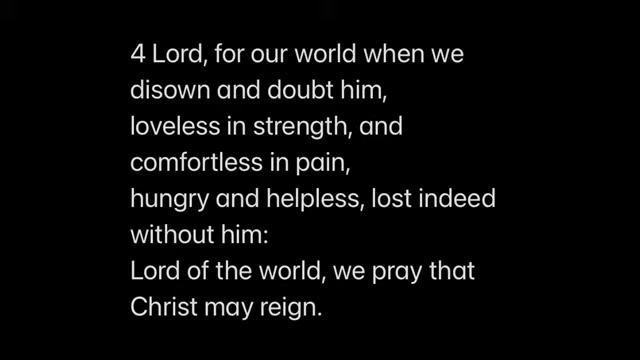 4 Lord, for our world when we
disown and doubt him,
loveless in strength, and
comfortless in pain,
hungry and helpless, lost indeed
without him:
Lord of the world, we pray that
Christ may reign.